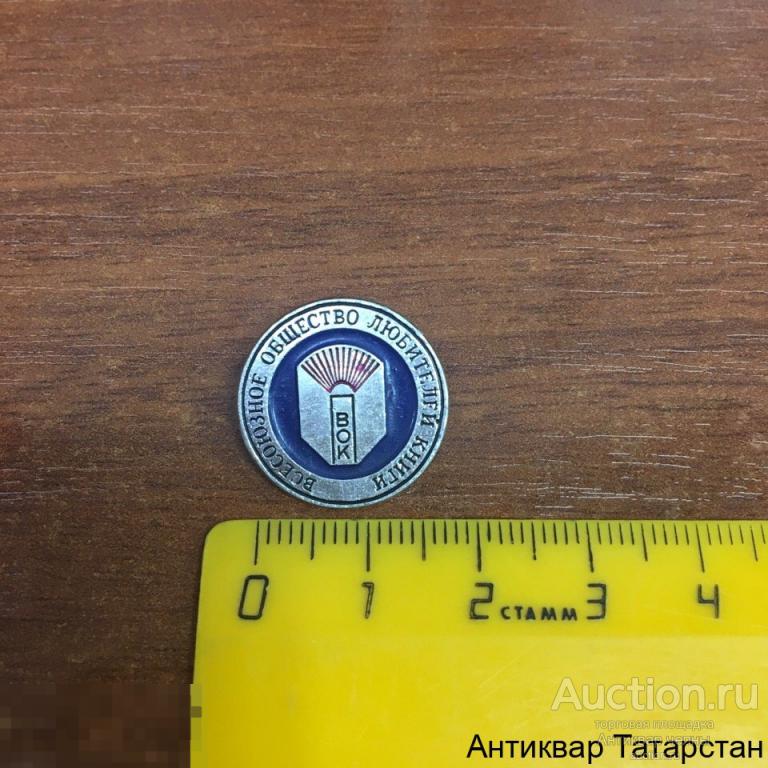 ВСЕСОЮЗНОЕ ОБЩЕСТВО ЛЮБИТЕЛЕЙ КНИГИ
ВОК
0 1 2 СТАММ 3 4
Auction.ru
торговая площадка
Антиквар Татарстан